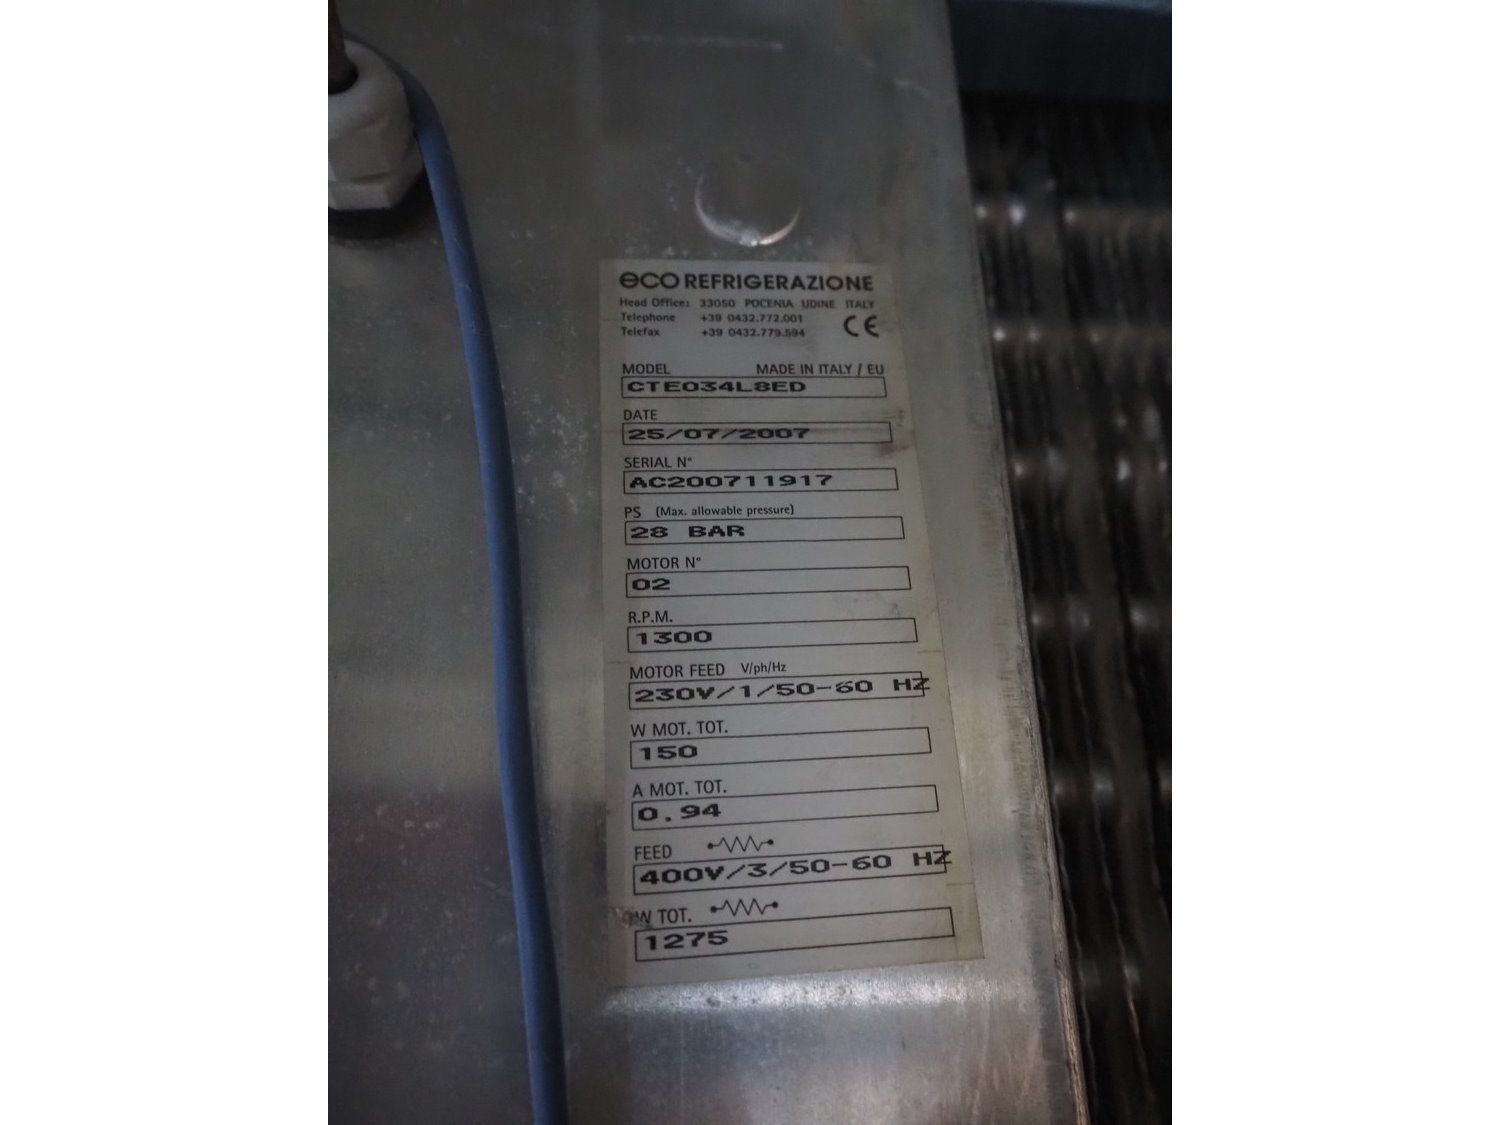 eco REFRIGERAZIONE
Head Office: 33050 POCENIA UDINE ITALY
Telephone +39 0432.772.001
Telefax +39 0432.779.594
CE
MODEL MADE IN ITALY / EU
CTE034L8ED
DATE
25/07/2007
SERIAL N°
AC200711917
PS (Max. allowable pressure)
28 BAR
MOTOR N°
02
R.P.M.
1300
MOTOR FEED V/ph/Hz
230V/1/50-60 HZ
W MOT. TOT.
150
A MOT. TOT.
0.94
FEED
400V/3/50-60 HZ
W TOT.
1275